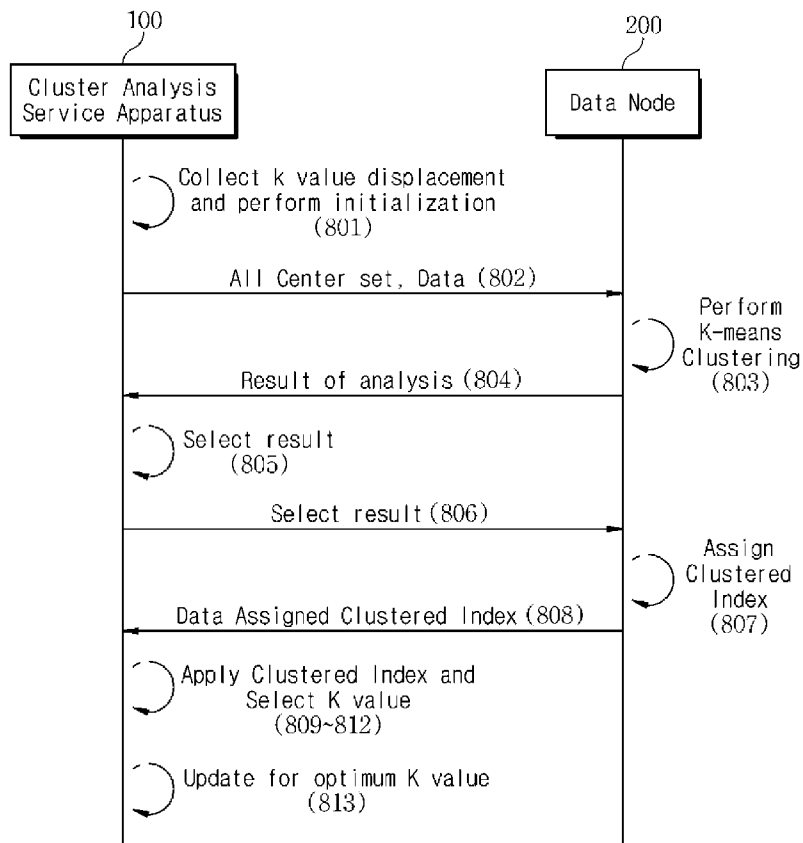 100
200
Cluster Analysis
Service Apparatus
Data Node
Collect k value displacement
and perform initialization
(801)
All Center set, Data (802)
Perform
K-means
Clustering
(803)
Result of analysis (804)
Select result
(805)
Select result (806)
Assign
Clustered
Index
(807)
Data Assigned Clustered Index (808)
Apply Clustered Index and
Select K value
(809~812)
Update for optimum K value
(813)